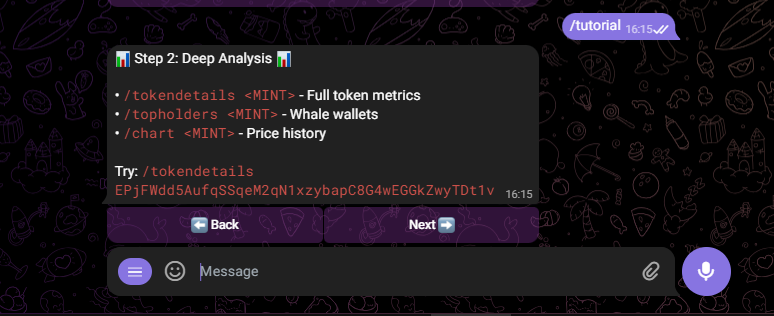 /tutorial 16:15
📊 Step 2: Deep Analysis 📊
• /tokendetails <MINT> - Full token metrics
• /topholders <MINT> - Whale wallets
• /chart <MINT> - Price history
Try: /tokendetails
EPjFWdd5AufqSSqeM2qN1xzybapC8G4wEGGkZwyTDt1v 16:15
⬅️ Back
Next ➡️
Message